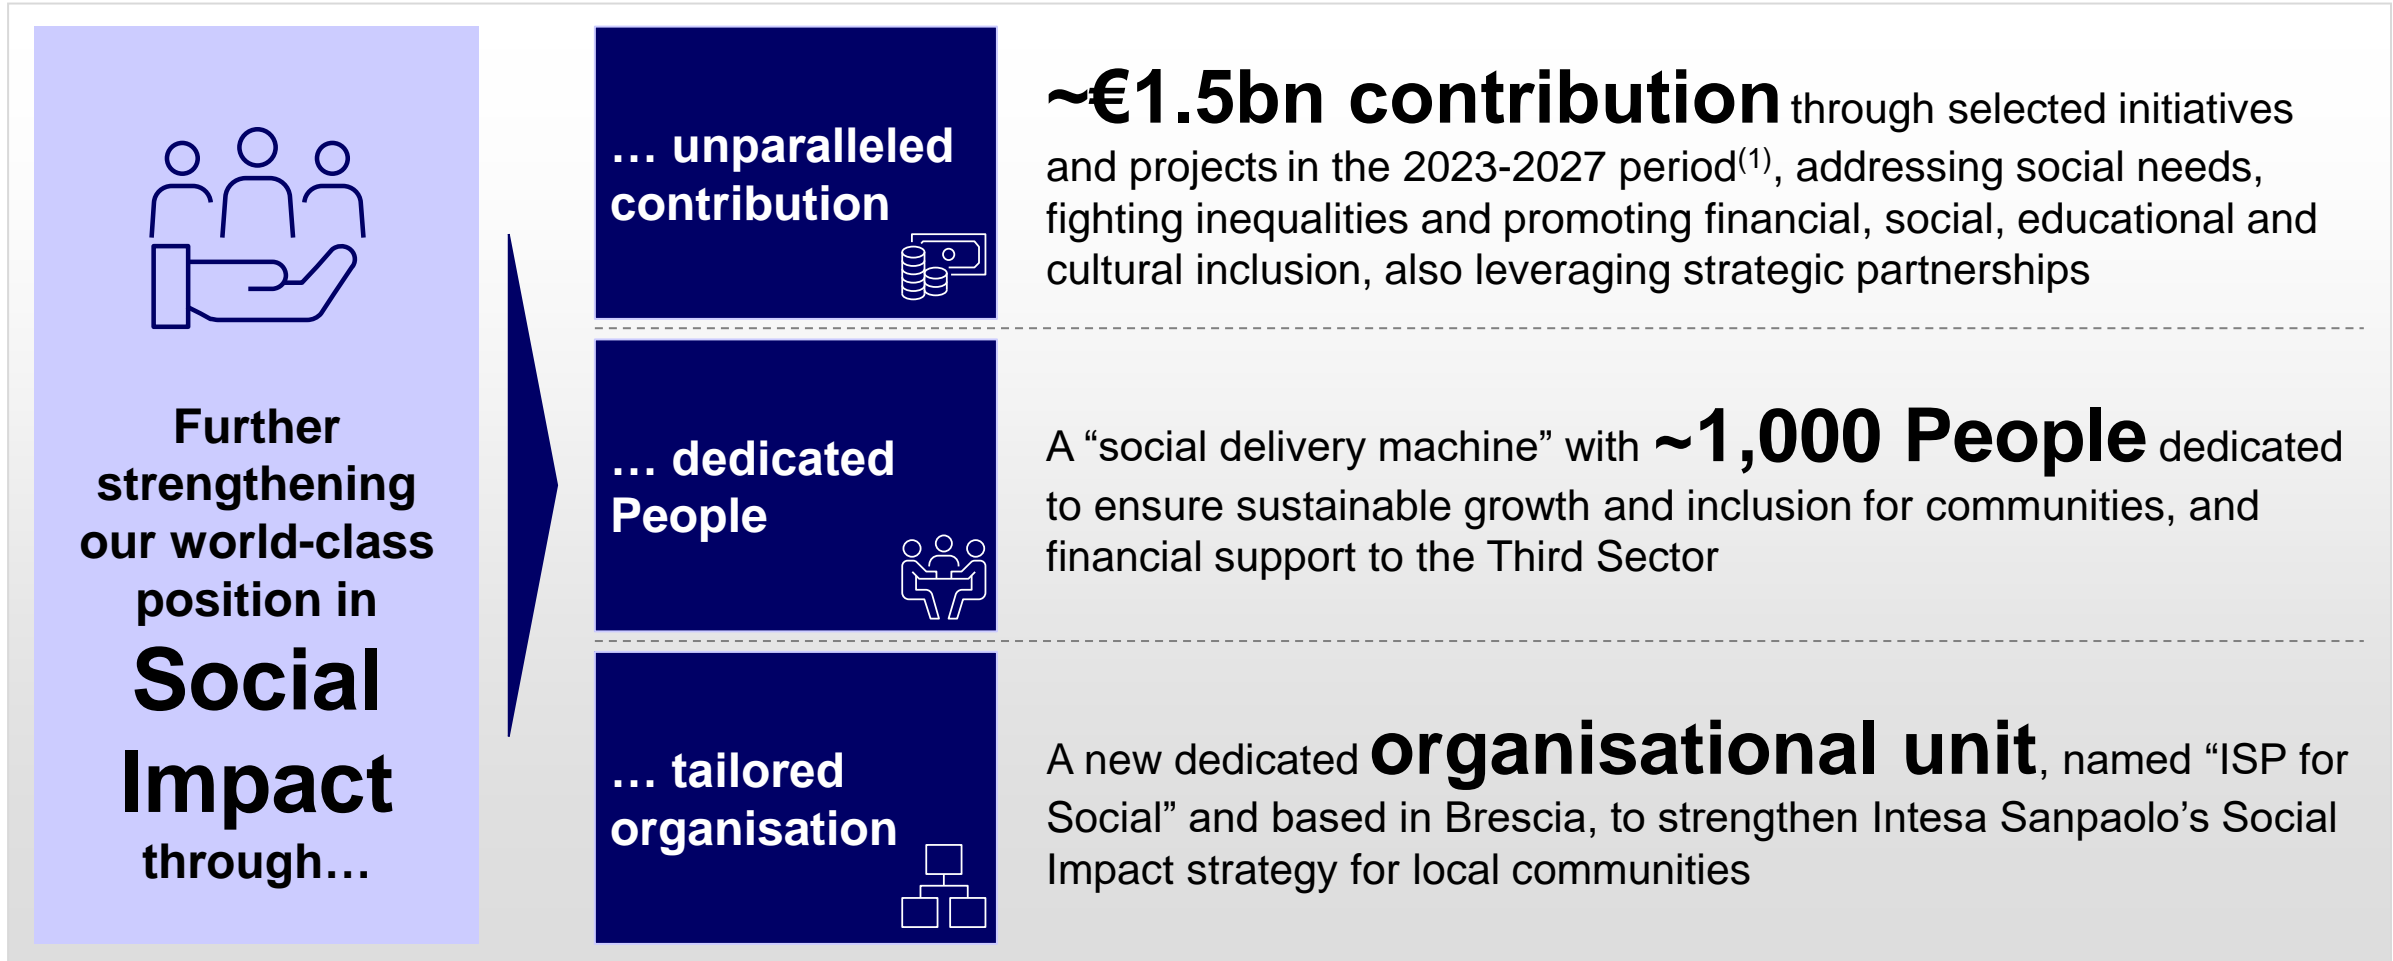 Further
strengthening
our world-class
position in
Social
Impact
through…
… unparalleled
contribution
~€1.5bn contribution through selected initiatives
and projects in the 2023-2027 period(1), addressing social needs,
fighting inequalities and promoting financial, social, educational and
cultural inclusion, also leveraging strategic partnerships
… dedicated
People
A “social delivery machine” with ~1,000 People dedicated
to ensure sustainable growth and inclusion for communities, and
financial support to the Third Sector
… tailored
organisation
A new dedicated organisational unit, named “ISP for
Social” and based in Brescia, to strengthen Intesa Sanpaolo’s Social
Impact strategy for local communities